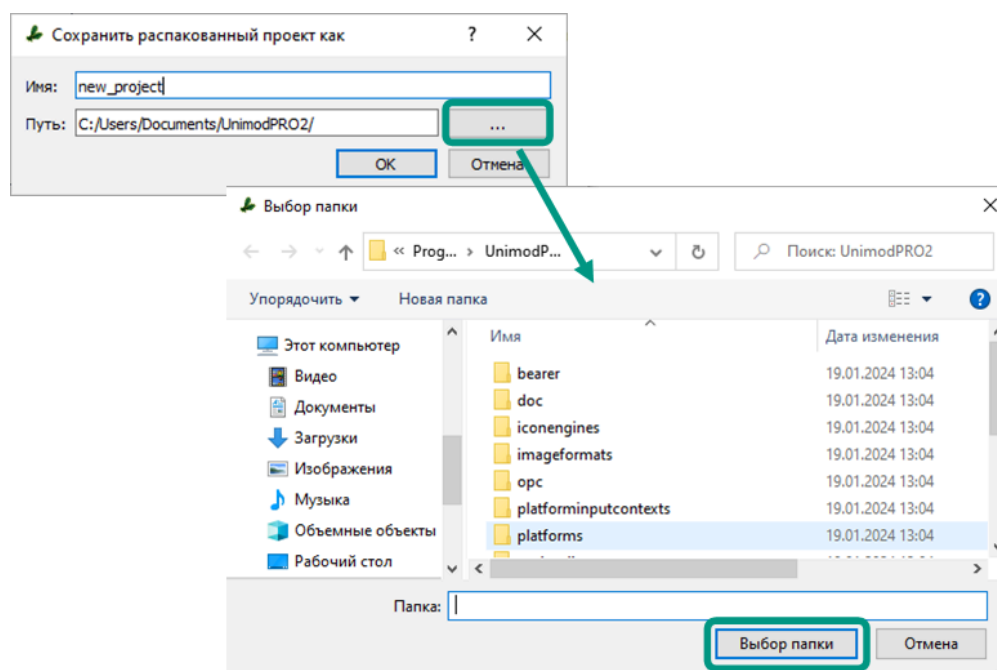 Сохранить распакованный проект как
Имя: new_project
Путь: C:/Users/Documents/UnimodPRO2/ ...
OK Отмена
Выбор папки
« Prog... › UnimodP... Поиск: UnimodPRO2
Упорядочить Новая папка
Этот компьютер
Видео
Документы
Загрузки
Изображения
Музыка
Объемные объекты
Рабочий стол
Имя Дата изменения
bearer 19.01.2024 13:04
doc 19.01.2024 13:04
iconengines 19.01.2024 13:04
imageformats 19.01.2024 13:04
opc 19.01.2024 13:04
platforminputcontexts 19.01.2024 13:04
platforms 19.01.2024 13:04
Папка:
Выбор папки Отмена